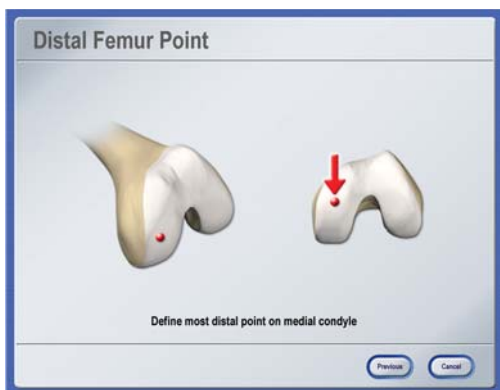 Distal Femur Point
Define most distal point on medial condyle
Previous
Cancel